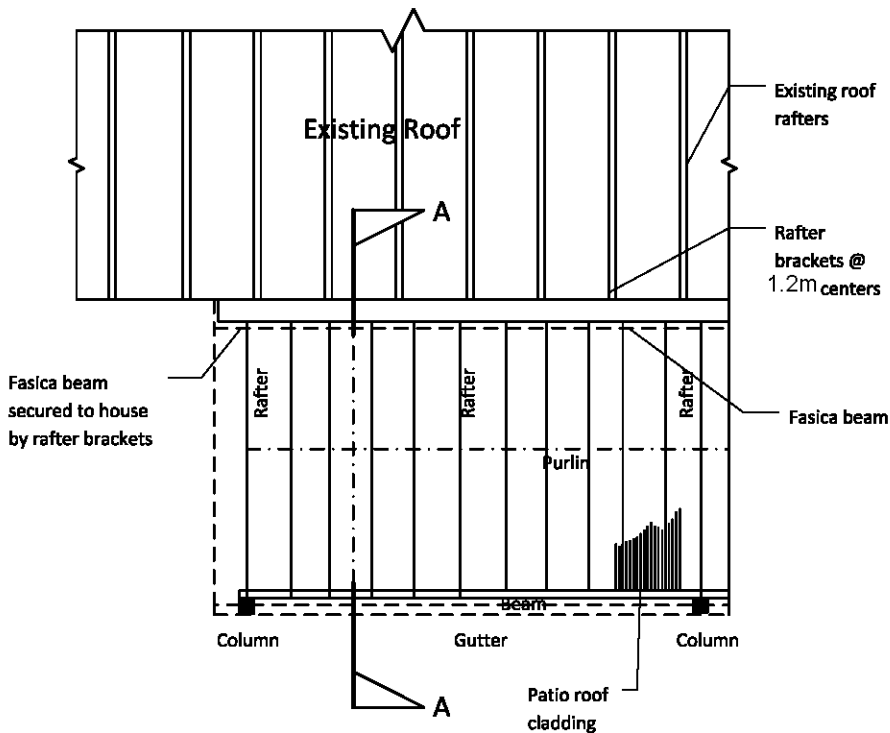 Existing Roof
Existing roof
rafters
A
Rafter
brackets @
1.2m centers
Fasica beam
secured to house
by rafter brackets
Rafter
Rafter
Rafter
Fasica beam
Purlin
Beam
Column
Gutter
Column
A
Patio roof
cladding